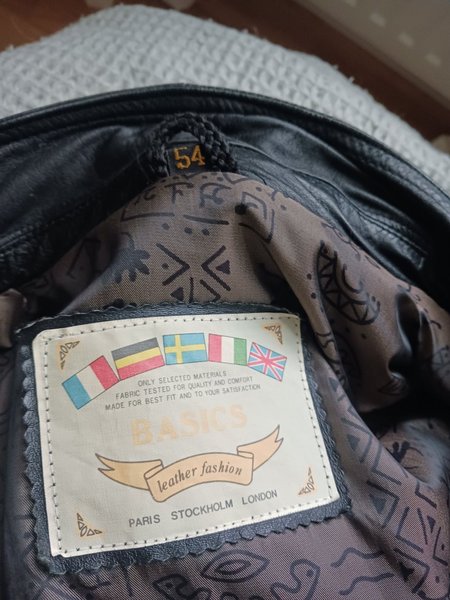 54
ONLY SELECTED MATERIALS
FABRIC TESTED FOR QUALITY AND COMFORT
MADE FOR BEST FIT AND TO YOUR SATISFACTION
BASICS
leather fashion
PARIS STOCKHOLM LONDON